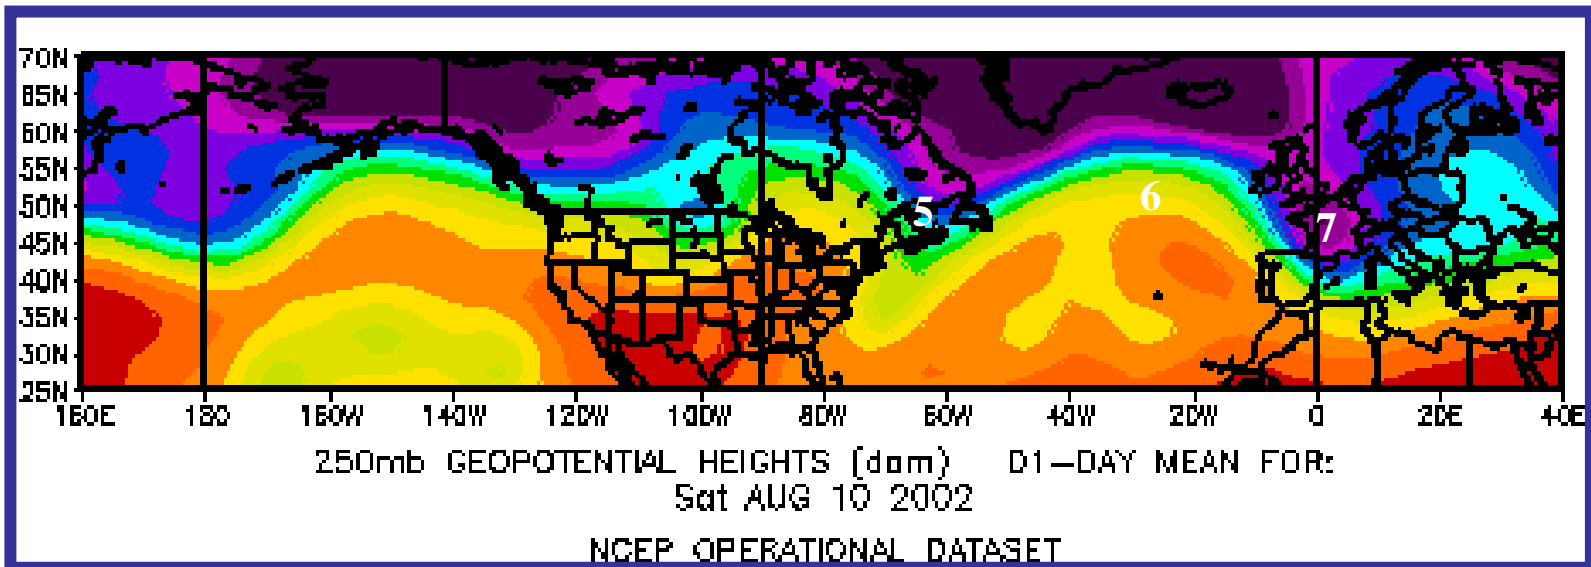 70N
65N
60N
55N
50N
45N
40N
35N
30N
25N
5
6
7
160E 180 160W 140W 120W 100W 80W 60W 40W 20W 0 20E 40E
250mb GEOPOTENTIAL HEIGHTS (dam) 01-DAY MEAN FOR:
Sat AUG 10 2002
NCEP OPERATIONAL DATASET